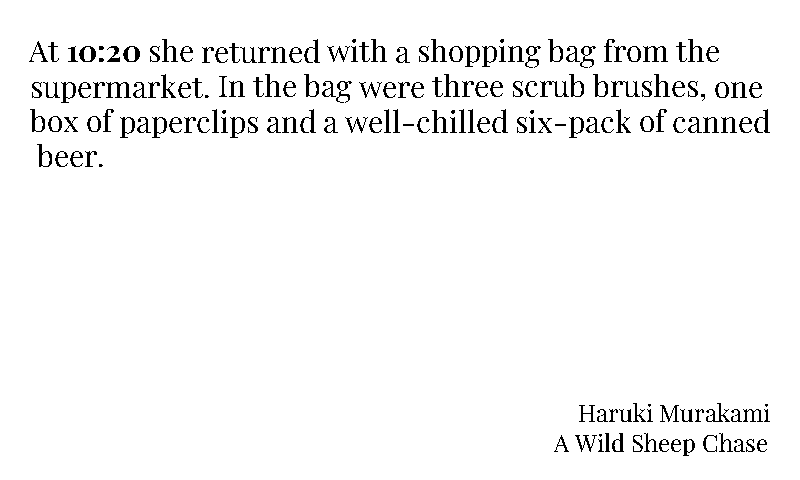 At 10:20 she returned with a shopping bag from the
supermarket. In the bag were three scrub brushes, one
box of paperclips and a well-chilled six-pack of canned
beer.
Haruki Murakami
A Wild Sheep Chase